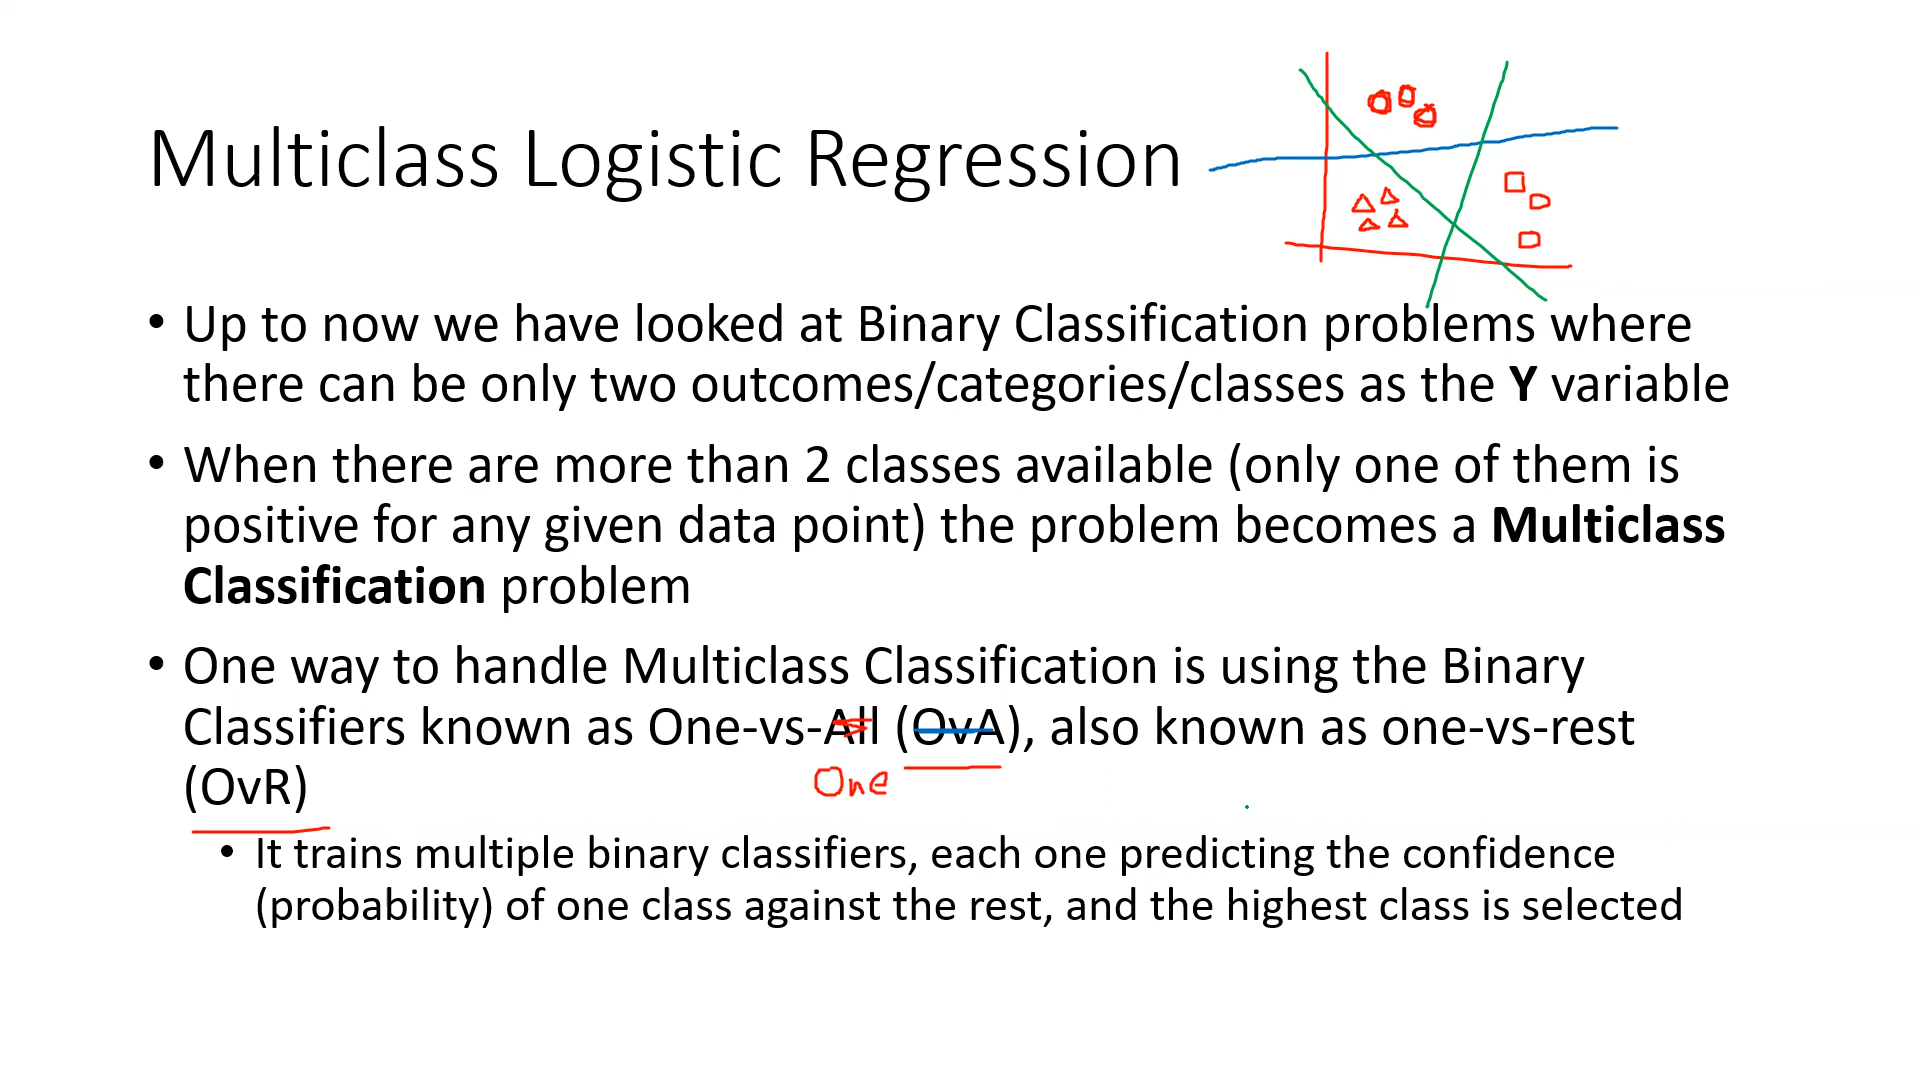 Multiclass Logistic Regression
• Up to now we have looked at Binary Classification problems where
there can be only two outcomes/categories/classes as the Y variable
• When there are more than 2 classes available (only one of them is
positive for any given data point) the problem becomes a Multiclass
Classification problem
• One way to handle Multiclass Classification is using the Binary
Classifiers known as One-vs-All (OvA), also known as one-vs-rest
One
(OvR)
• It trains multiple binary classifiers, each one predicting the confidence
(probability) of one class against the rest, and the highest class is selected